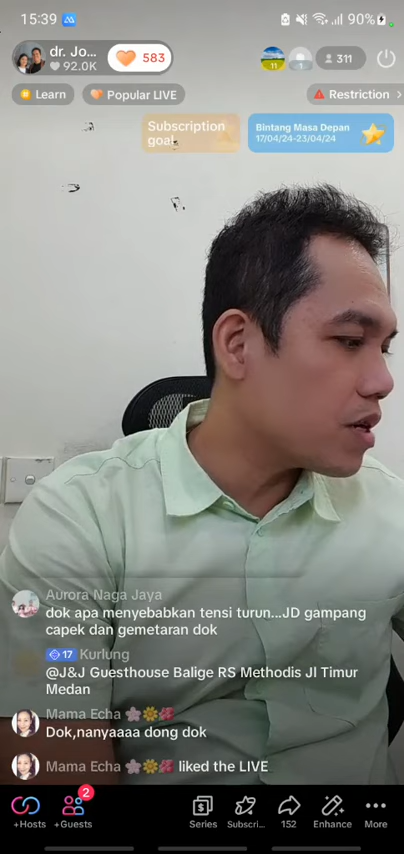 15:39
90%
dr. Jo...
92.0K
583
11
311
Learn
Popular LIVE
Restriction
Subscription goal
Bintang Masa Depan
17/04/24-23/04/24
Aurora Naga Jaya
dok apa menyebabkan tensi turun...JD gampang
capek dan gemetaran dok
17 Kurlung
@J&J Guesthouse Balige RS Methodis Jl Timur
Medan
Mama Echa 🌸🌼🌺
Dok,nanyaaaa dong dok
Mama Echa 🌸🌼🌺 liked the LIVE
2
+Hosts
+Guests
Series
Subscri...
152
Enhance
More